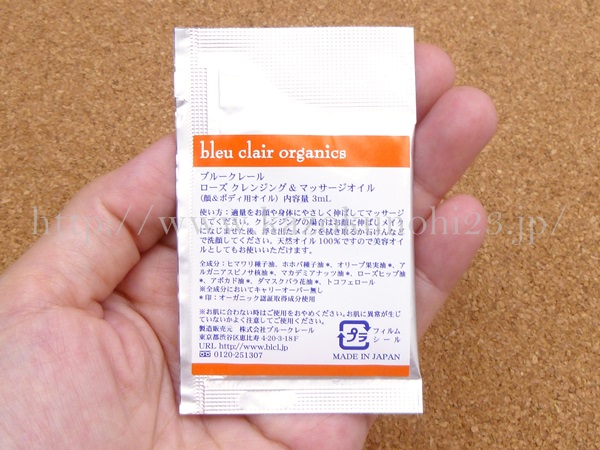 bleu clair organics
ブルークレール
ローズ クレンジング & マッサージオイル
(顔&ボディ用オイル) 内容量 3mL
使い方：適量をお顔や身体にやさしく伸ばしてマッサージ
してください。クレンジングの場合はお顔に伸ばしメイク
になじませた後、浮き出たメイクを拭き取るか石けんなど
で洗顔してください。天然オイル100%ですので美容オイ
ルとしてもお使いいただけます。
全成分：ヒマワリ種子油、ホホバ種子油*、オリーブ果実油*、ア
ルガニアスピノサ核油*、マカデミアナッツ油*、ローズヒップ油
*、アボカド油*、ダマスクバラ花油*、トコフェロール
※全成分においてキャリーオーバー無し
*印：オーガニック認証取得成分使用
※お肌に合わない時はご使用をおやめください。お肌に異常が生じ
ていないかよく注意してご使用ください。
製造販売元 株式会社ブルークレール
東京都渋谷区恵比寿4-20-3-18F
URL http://www.blcl.jp
0120-251307
プラ
フィルム
シール
MADE IN JAPAN